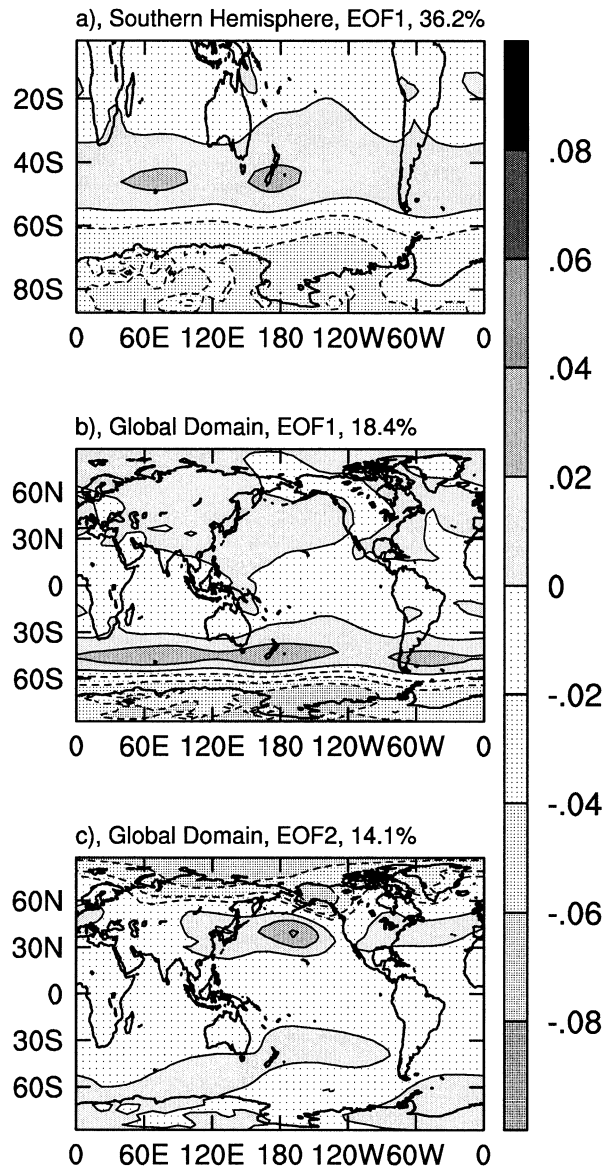 a), Southern Hemisphere, EOF1, 36.2%
20S
40S
60S
80S
0 60E 120E 180 120W60W 0
b), Global Domain, EOF1, 18.4%
60N
30N
0
30S
60S
0 60E 120E 180 120W60W 0
c), Global Domain, EOF2, 14.1%
60N
30N
0
30S
60S
0 60E 120E 180 120W60W 0
.08
.06
.04
.02
0
-.02
-.04
-.06
-.08